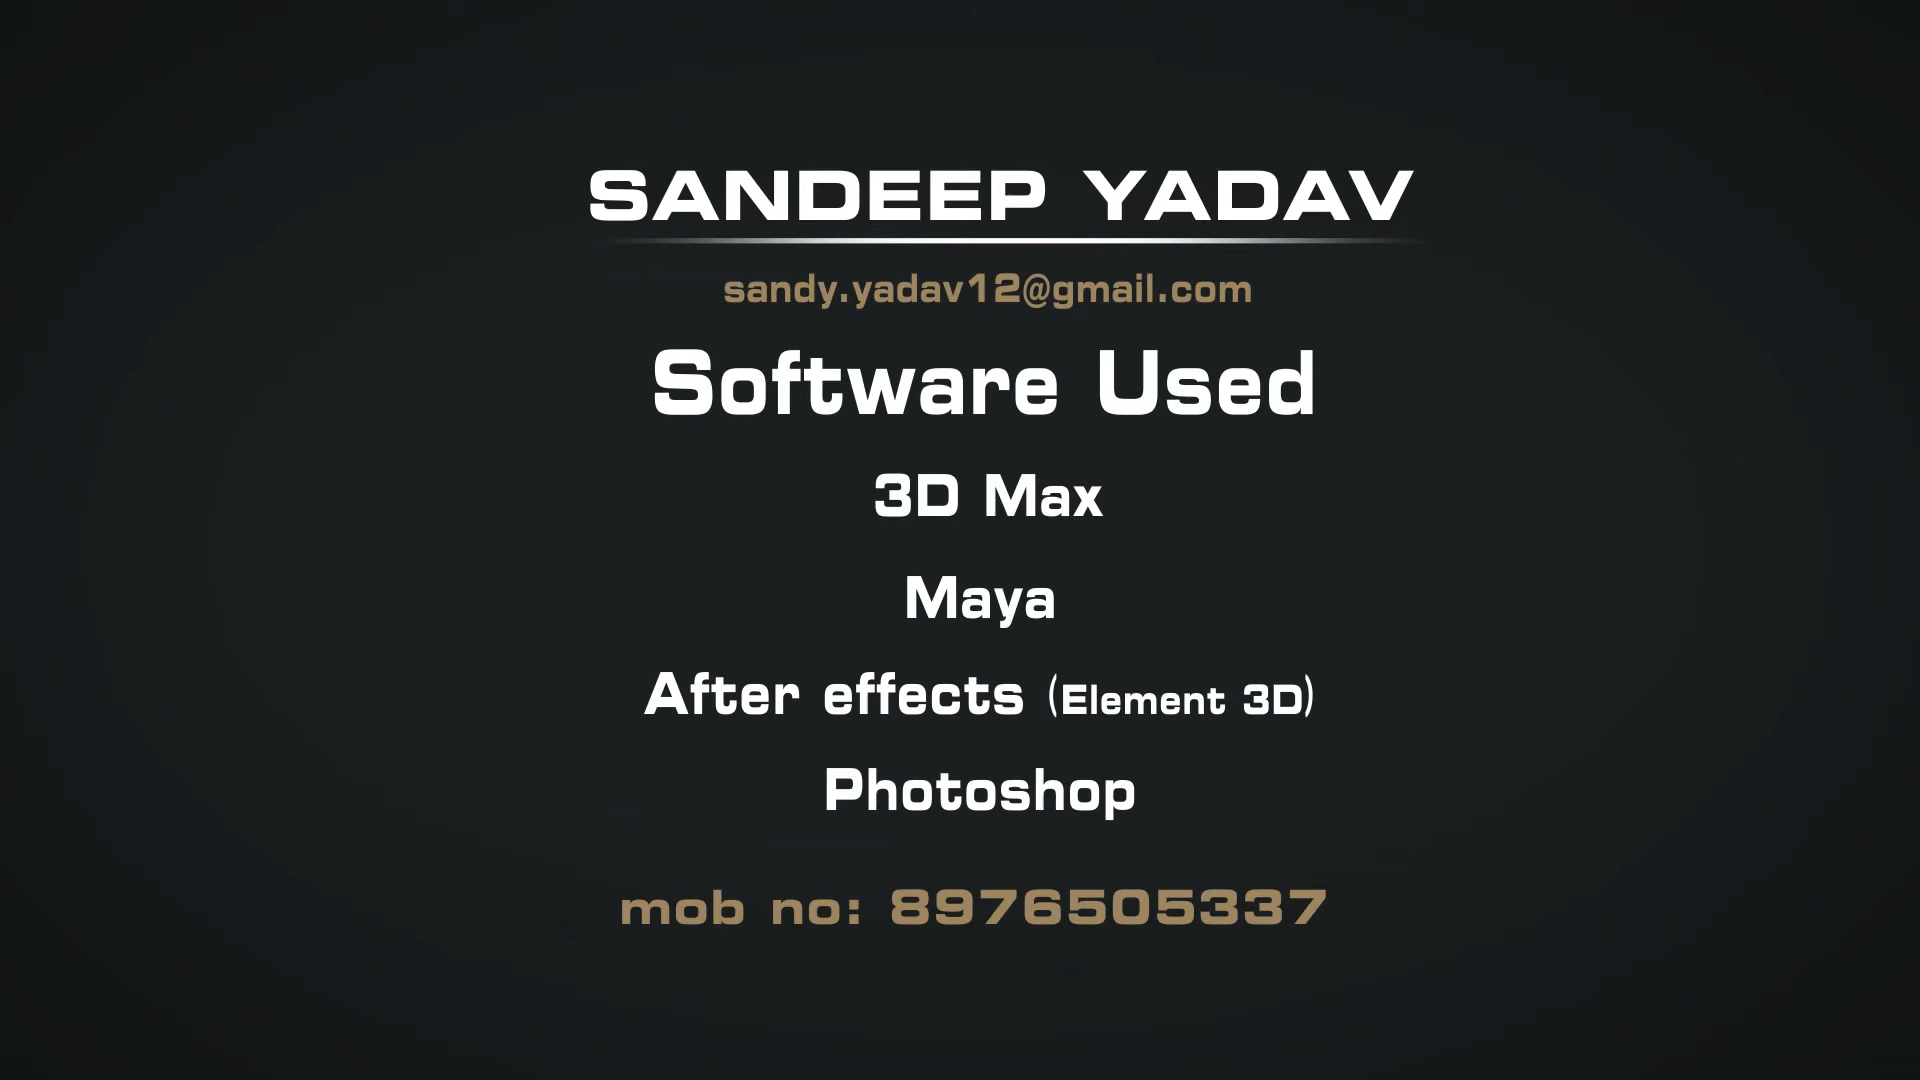 SANDEEP YADAV
sandy.yadav12@gmail.com
Software Used
3D Max
Maya
After effects (Element 3D)
Photoshop
mob no: 8976505337